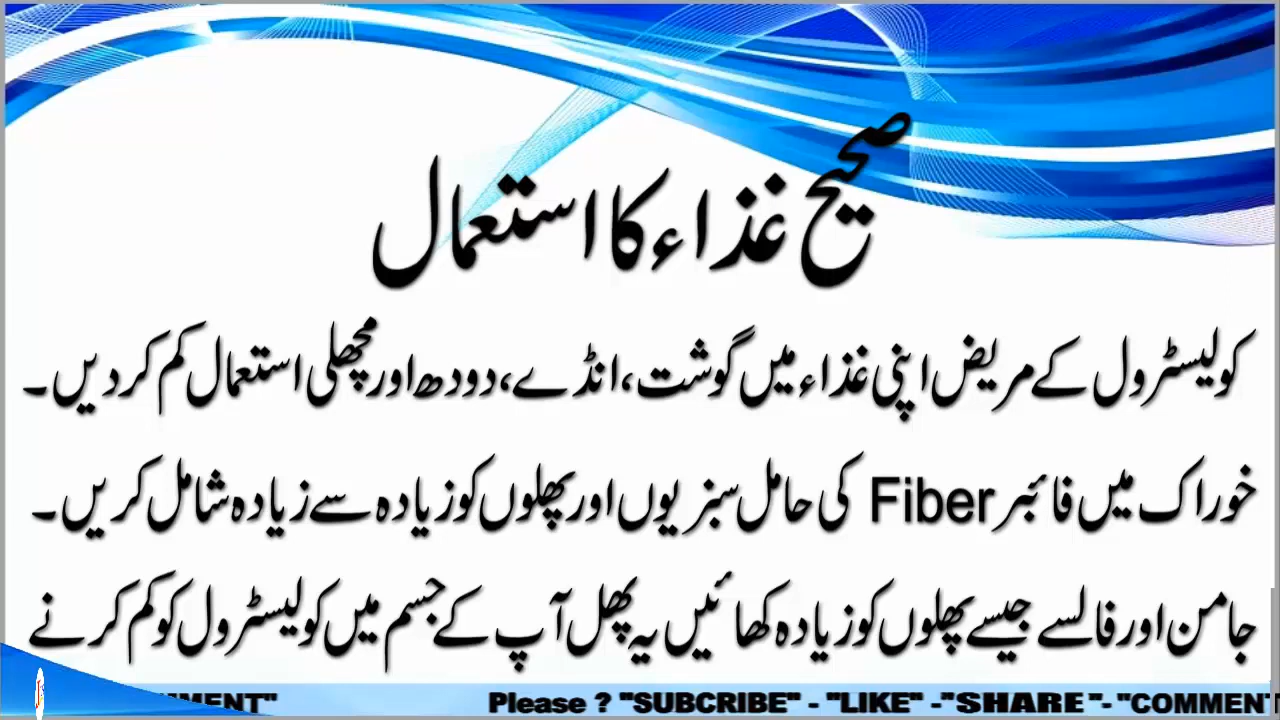 صحیح غذاء کا استعمال
کولیسٹرول کے مریض اپنی غذاء میں گوشت، انڈے، دودھ اور مچھلی استعمال کم کر دیں۔
خوراک میں فائبر Fiber کی حامل سبزیوں اور پھلوں کو زیادہ سے زیادہ شامل کریں۔
جامن اور فالسے جیسے پھلوں کو زیادہ کھائیں یہ پھل آپ کے جسم میں کولیسٹرول کو کم کرنے
MENT" Please ? "SUBCRIBE" - "LIKE" -"SHARE "- "COMMENT